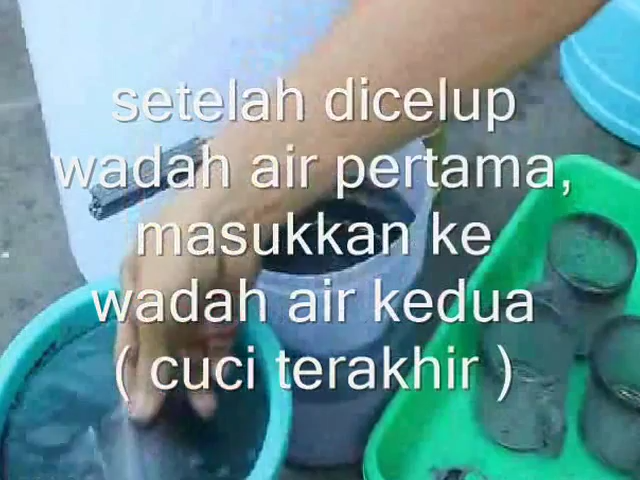 setelah dicelup
wadah air pertama,
masukkan ke
wadah air kedua
( cuci terakhir )